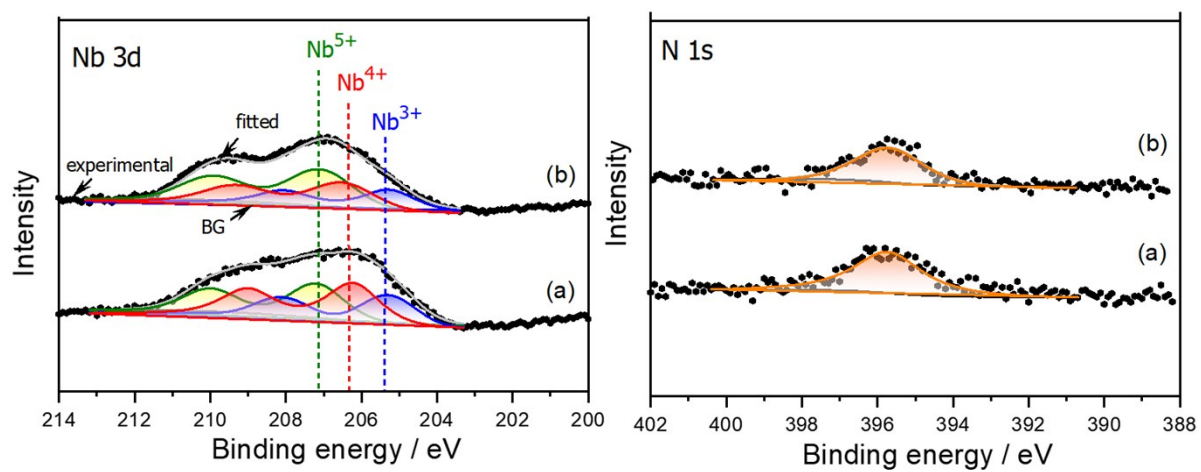 Nb 3d
Nb5+
Nb4+
Nb3+
fitted
experimental
BG
(b)
(a)
Intensity
214 212 210 208 206 204 202 200
Binding energy / eV
N 1s
(b)
(a)
Intensity
402 400 398 396 394 392 390 388
Binding energy / eV